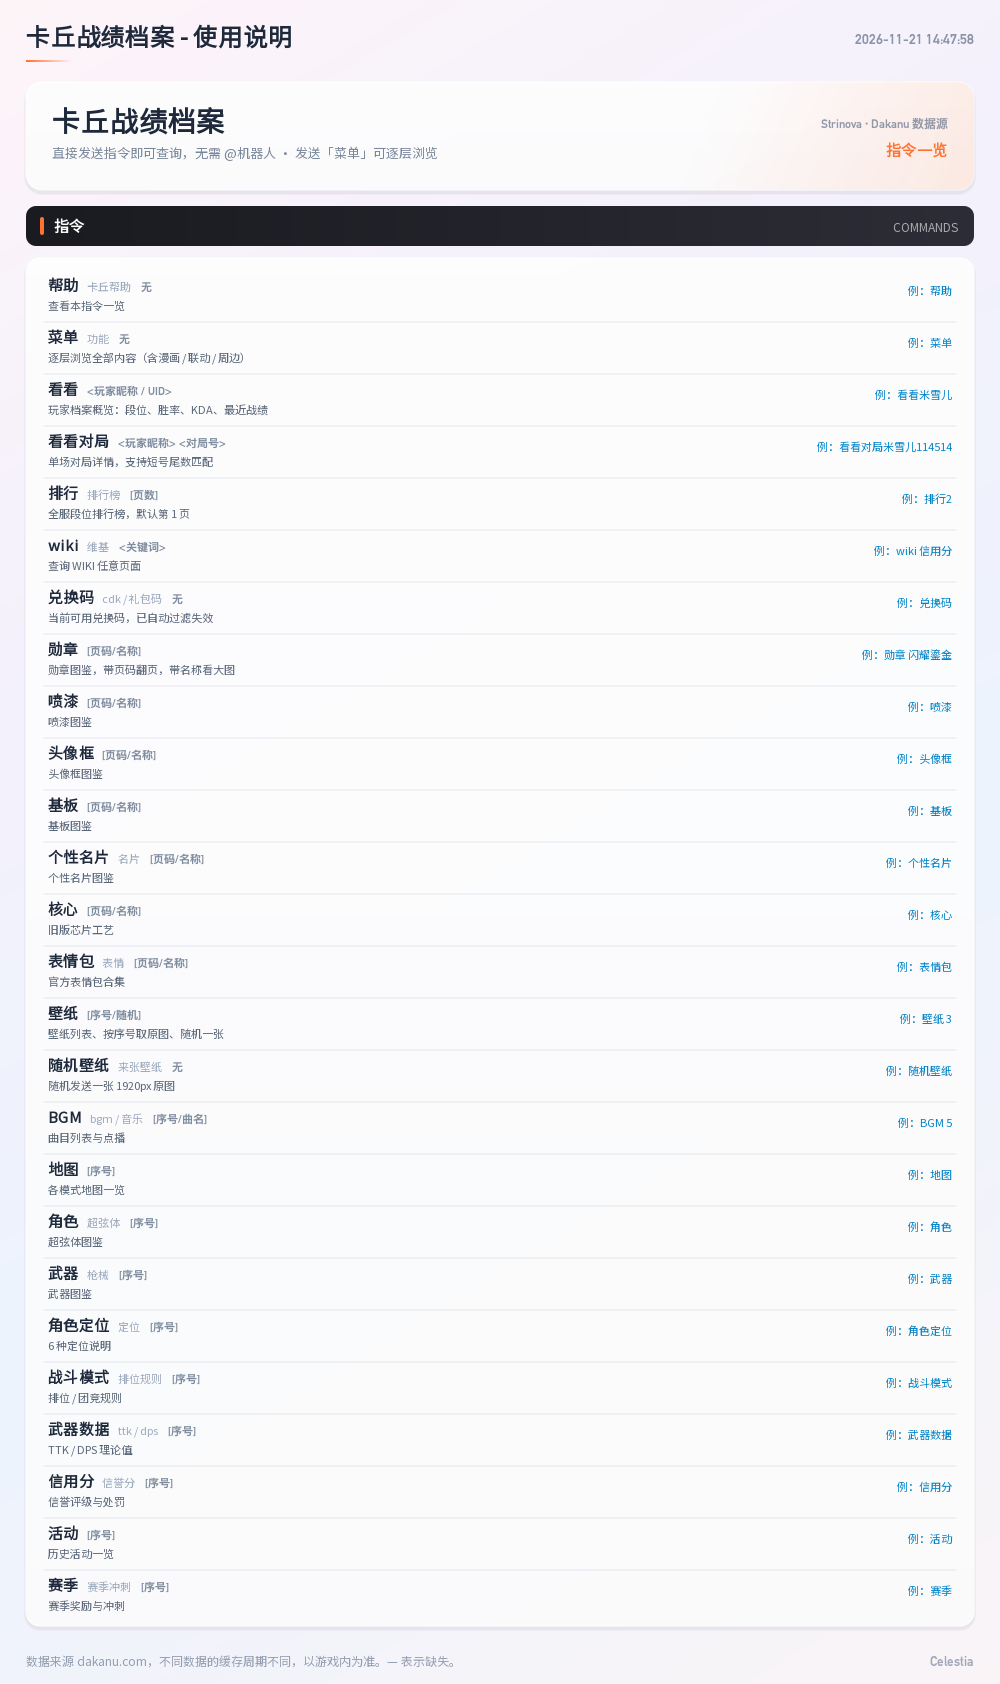 卡丘战绩档案 - 使用说明
2026-11-21 14:47:58
卡丘战绩档案
直接发送指令即可查询，无需 @机器人 · 发送「菜单」可逐层浏览
Strinova · Dakanu 数据源
指令一览
指令
COMMANDS
帮助 卡丘帮助 无
查看本指令一览
例：帮助
菜单 功能 无
逐层浏览全部内容（含漫画 / 联动 / 周边）
例：菜单
看看 <玩家昵称 / UID>
玩家档案概览：段位、胜率、KDA、最近战绩
例：看看米雪儿
看看对局 <玩家昵称> <对局号>
单场对局详情，支持短号尾数匹配
例：看看对局米雪儿114514
排行 排行榜 [页数]
全服段位排行榜，默认第 1 页
例：排行2
wiki 维基 <关键词>
查询 WIKI 任意页面
例：wiki 信用分
兑换码 cdk / 礼包码 无
当前可用兑换码，已自动过滤失效
例：兑换码
勋章 [页码/名称]
勋章图鉴，带页码翻页，带名称看大图
例：勋章 闪耀鎏金
喷漆 [页码/名称]
喷漆图鉴
例：喷漆
头像框 [页码/名称]
头像框图鉴
例：头像框
基板 [页码/名称]
基板图鉴
例：基板
个性名片 名片 [页码/名称]
个性名片图鉴
例：个性名片
核心 [页码/名称]
旧版芯片工艺
例：核心
表情包 表情 [页码/名称]
官方表情包合集
例：表情包
壁纸 [序号/随机]
壁纸列表、按序号取原图、随机一张
例：壁纸 3
随机壁纸 来张壁纸 无
随机发送一张 1920px 原图
例：随机壁纸
BGM bgm / 音乐 [序号/曲名]
曲目列表与点播
例：BGM 5
地图 [序号]
各模式地图一览
例：地图
角色 超弦体 [序号]
超弦体图鉴
例：角色
武器 枪械 [序号]
武器图鉴
例：武器
角色定位 定位 [序号]
6 种定位说明
例：角色定位
战斗模式 排位规则 [序号]
排位 / 团竞规则
例：战斗模式
武器数据 ttk / dps [序号]
TTK / DPS 理论值
例：武器数据
信用分 信誉分 [序号]
信誉评级与处罚
例：信用分
活动 [序号]
历史活动一览
例：活动
赛季 赛季冲刺 [序号]
赛季奖励与冲刺
例：赛季
数据来源 dakanu.com，不同数据的缓存周期不同，以游戏内为准。— 表示缺失。
Celestia